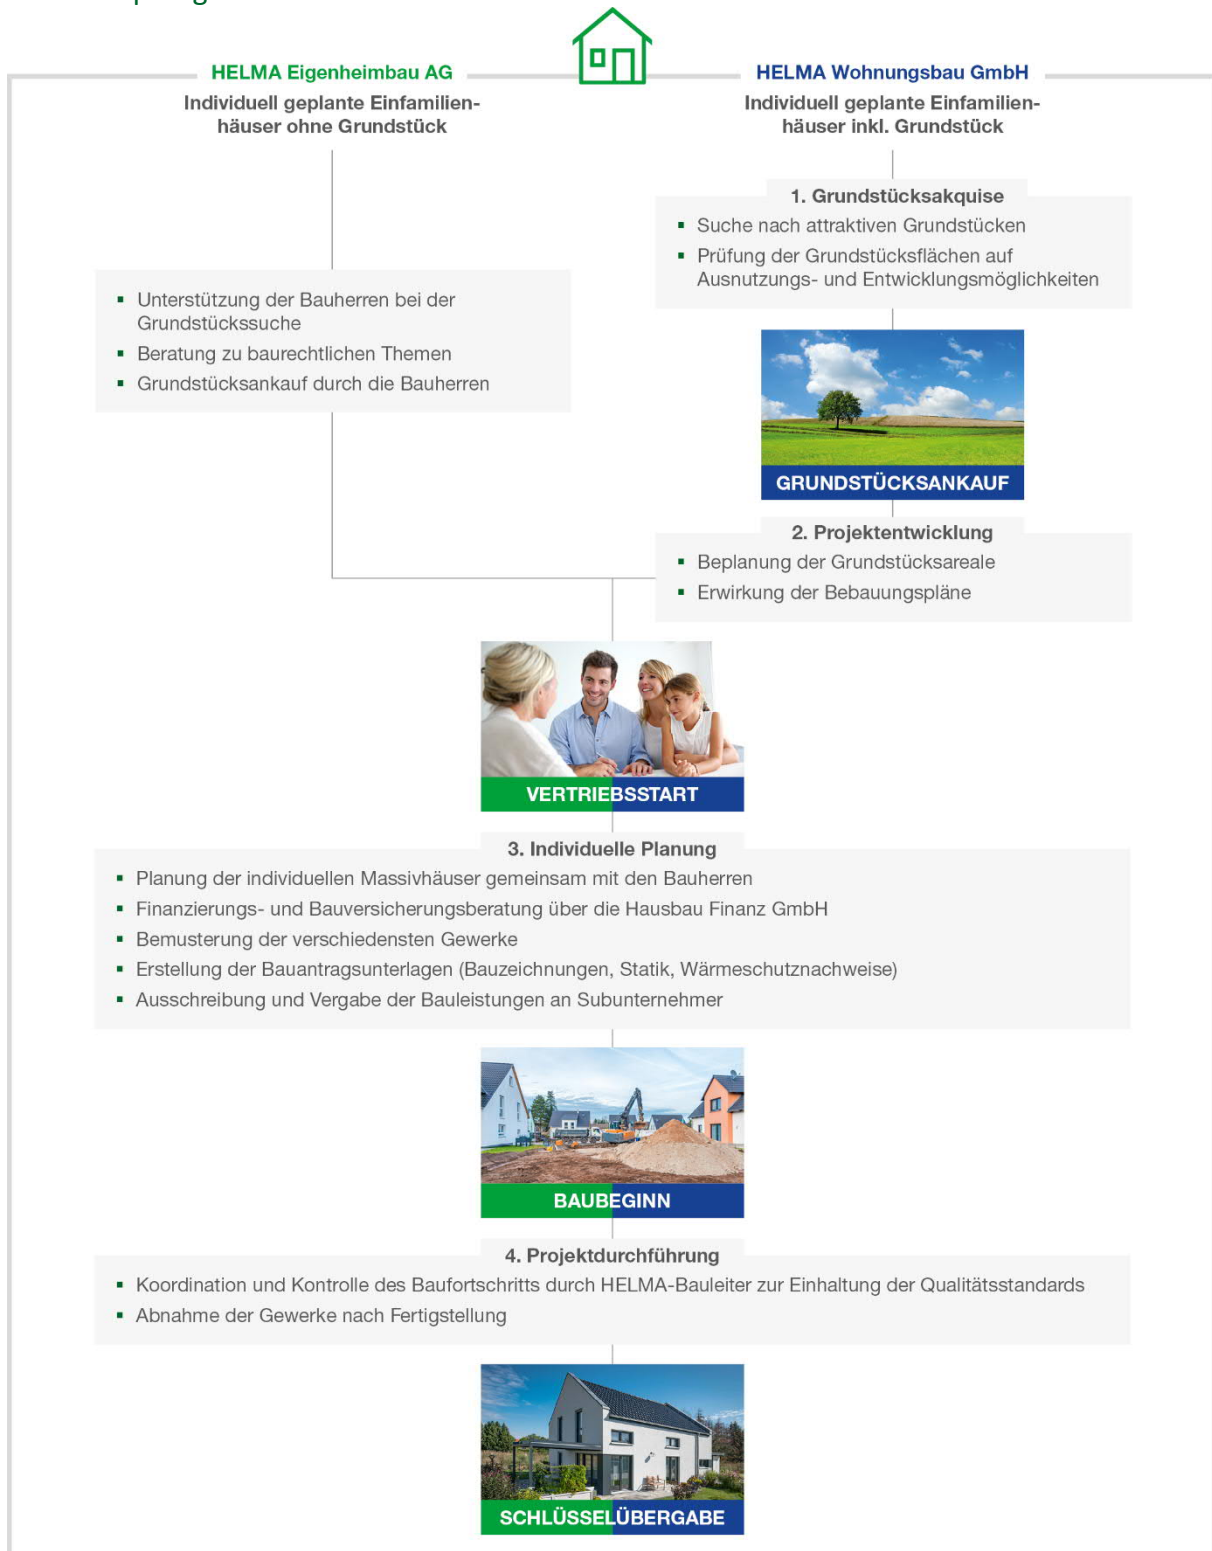 HELMA Eigenheimbau AG
Individuell geplante Einfamilien-
häuser ohne Grundstück
HELMA Wohnungsbau GmbH
Individuell geplante Einfamilien-
häuser inkl. Grundstück
1. Grundstücksakquise
▪ Suche nach attraktiven Grundstücken
▪ Prüfung der Grundstücksflächen auf
Ausnutzungs- und Entwicklungsmöglichkeiten
▪ Unterstützung der Bauherren bei der
Grundstückssuche
▪ Beratung zu baurechtlichen Themen
▪ Grundstücksankauf durch die Bauherren
GRUNDSTÜCKSANKAUF
2. Projektentwicklung
▪ Beplanung der Grundstücksareale
▪ Erwirkung der Bebauungspläne
VERTRIEBSSTART
3. Individuelle Planung
▪ Planung der individuellen Massivhäuser gemeinsam mit den Bauherren
▪ Finanzierungs- und Bauversicherungsberatung über die Hausbau Finanz GmbH
▪ Bemusterung der verschiedensten Gewerke
▪ Erstellung der Bauantragsunterlagen (Bauzeichnungen, Statik, Wärmeschutznachweise)
▪ Ausschreibung und Vergabe der Bauleistungen an Subunternehmer
BAUBEGINN
4. Projektdurchführung
▪ Koordination und Kontrolle des Baufortschritts durch HELMA-Bauleiter zur Einhaltung der Qualitätsstandards
▪ Abnahme der Gewerke nach Fertigstellung
SCHLÜSSELÜBERGABE